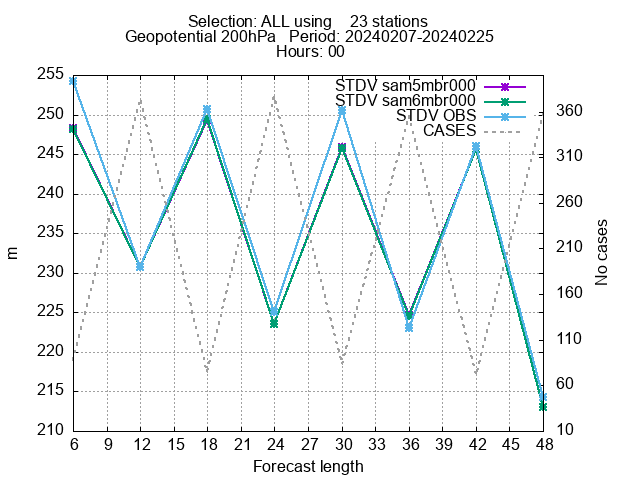 Selection: ALL using    23 stations
Geopotential 200hPa   Period: 20240207-20240225
Hours: 00
STDV sam5mbr000
STDV sam6mbr000
STDV OBS
CASES
255
250
245
240
235
230
225
220
215
210
m
360
310
260
210
160
110
60
10
No cases
6 9 12 15 18 21 24 27 30 33 36 39 42 45 48
Forecast length